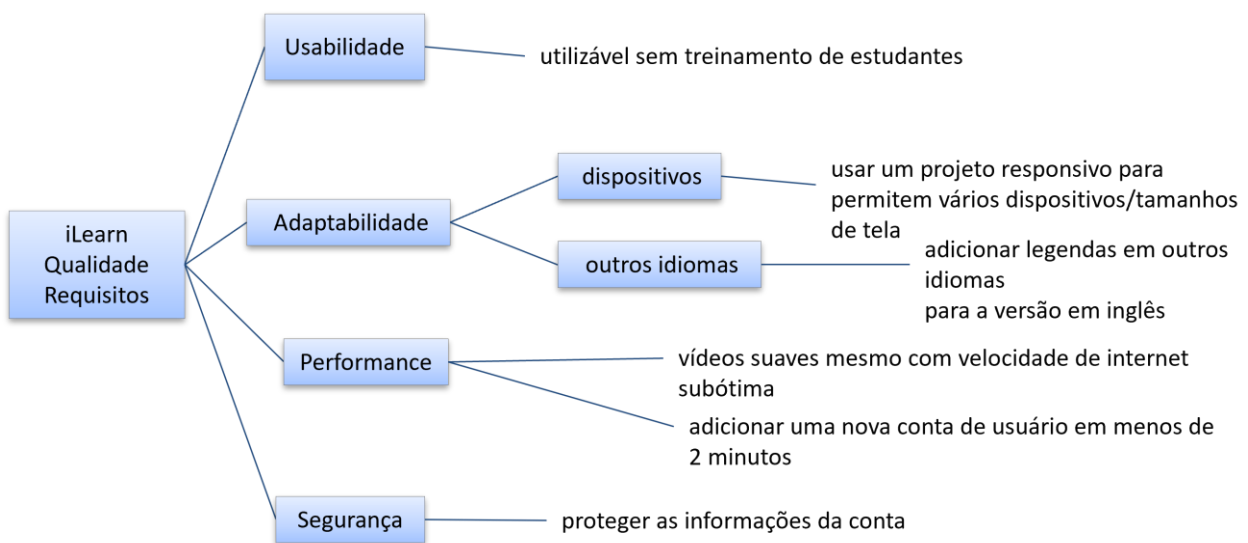 Usabilidade
utilizável sem treinamento de estudantes
iLearn
Qualidade
Requisitos
Adaptabilidade
dispositivos
usar um projeto responsivo para
permitem vários dispositivos/tamanhos
de tela
outros idiomas
adicionar legendas em outros
idiomas
para a versão em inglês
Performance
vídeos suaves mesmo com velocidade de internet
subótima
adicionar uma nova conta de usuário em menos de
2 minutos
Segurança
proteger as informações da conta